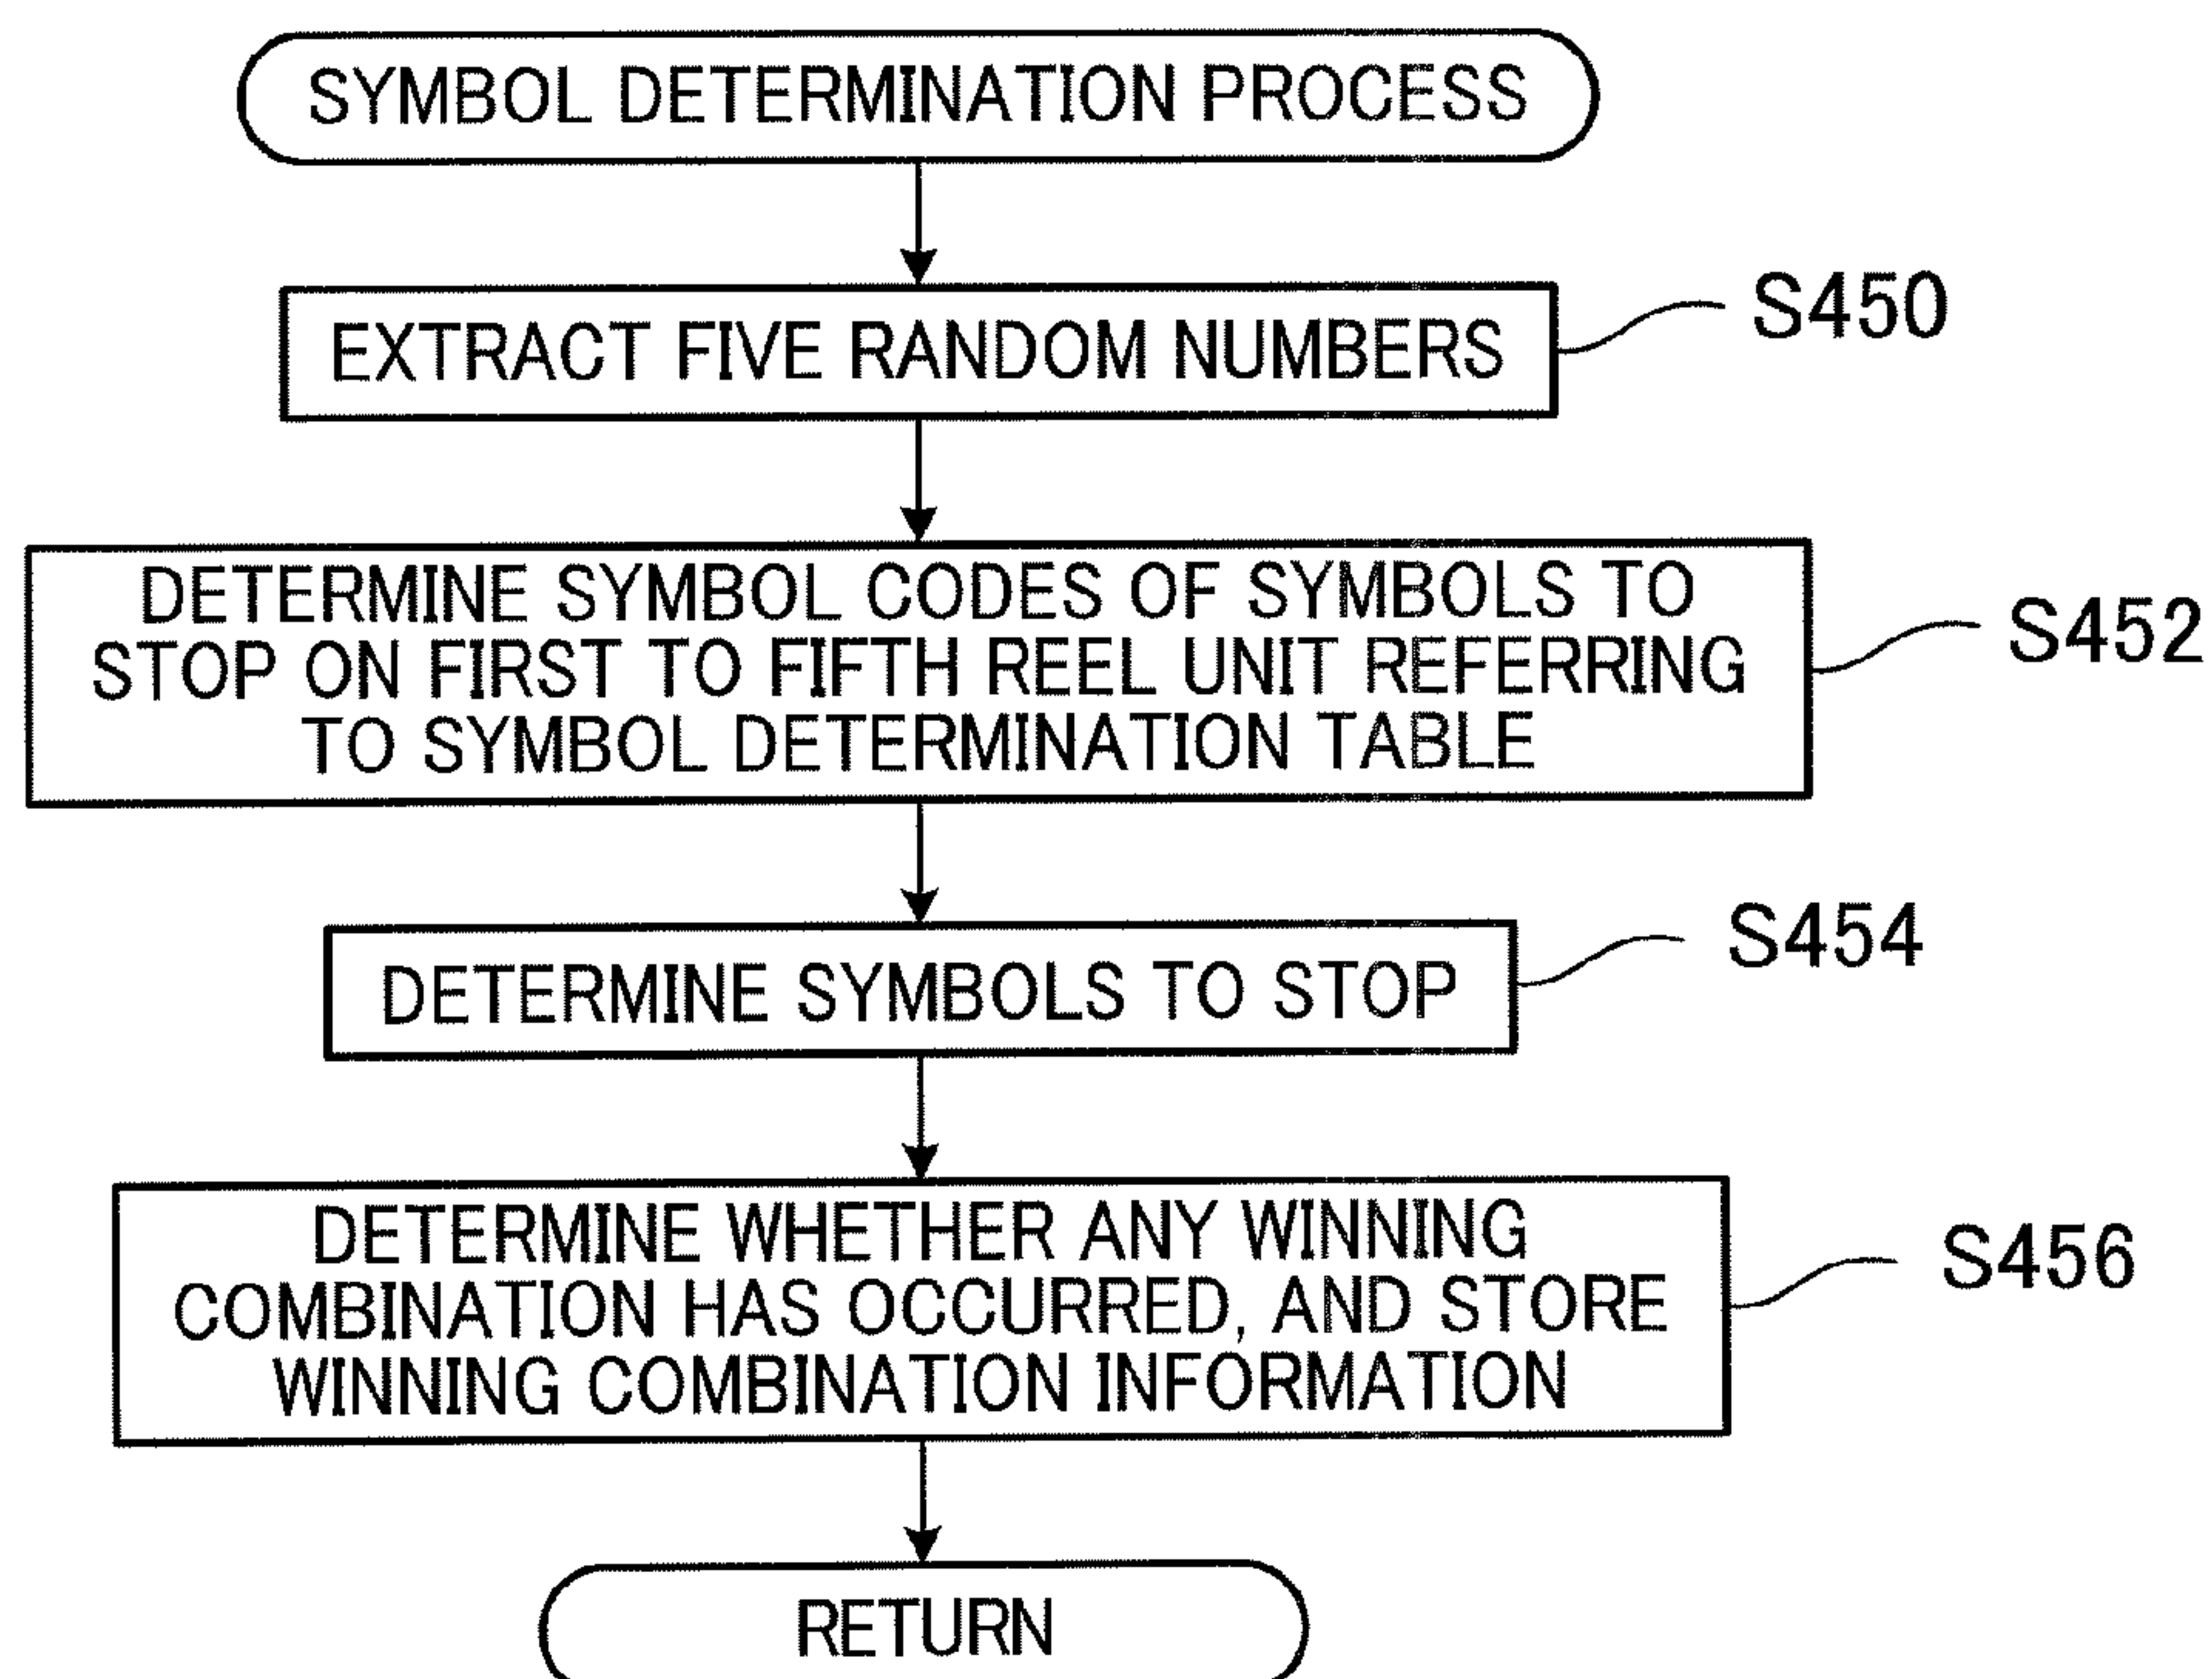 SYMBOL DETERMINATION PROCESS
EXTRACT FIVE RANDOM NUMBERS
S450
DETERMINE SYMBOL CODES OF SYMBOLS TO
STOP ON FIRST TO FIFTH REEL UNIT REFERRING
TO SYMBOL DETERMINATION TABLE
S452
DETERMINE SYMBOLS TO STOP
S454
DETERMINE WHETHER ANY WINNING
COMBINATION HAS OCCURRED, AND STORE
WINNING COMBINATION INFORMATION
S456
RETURN